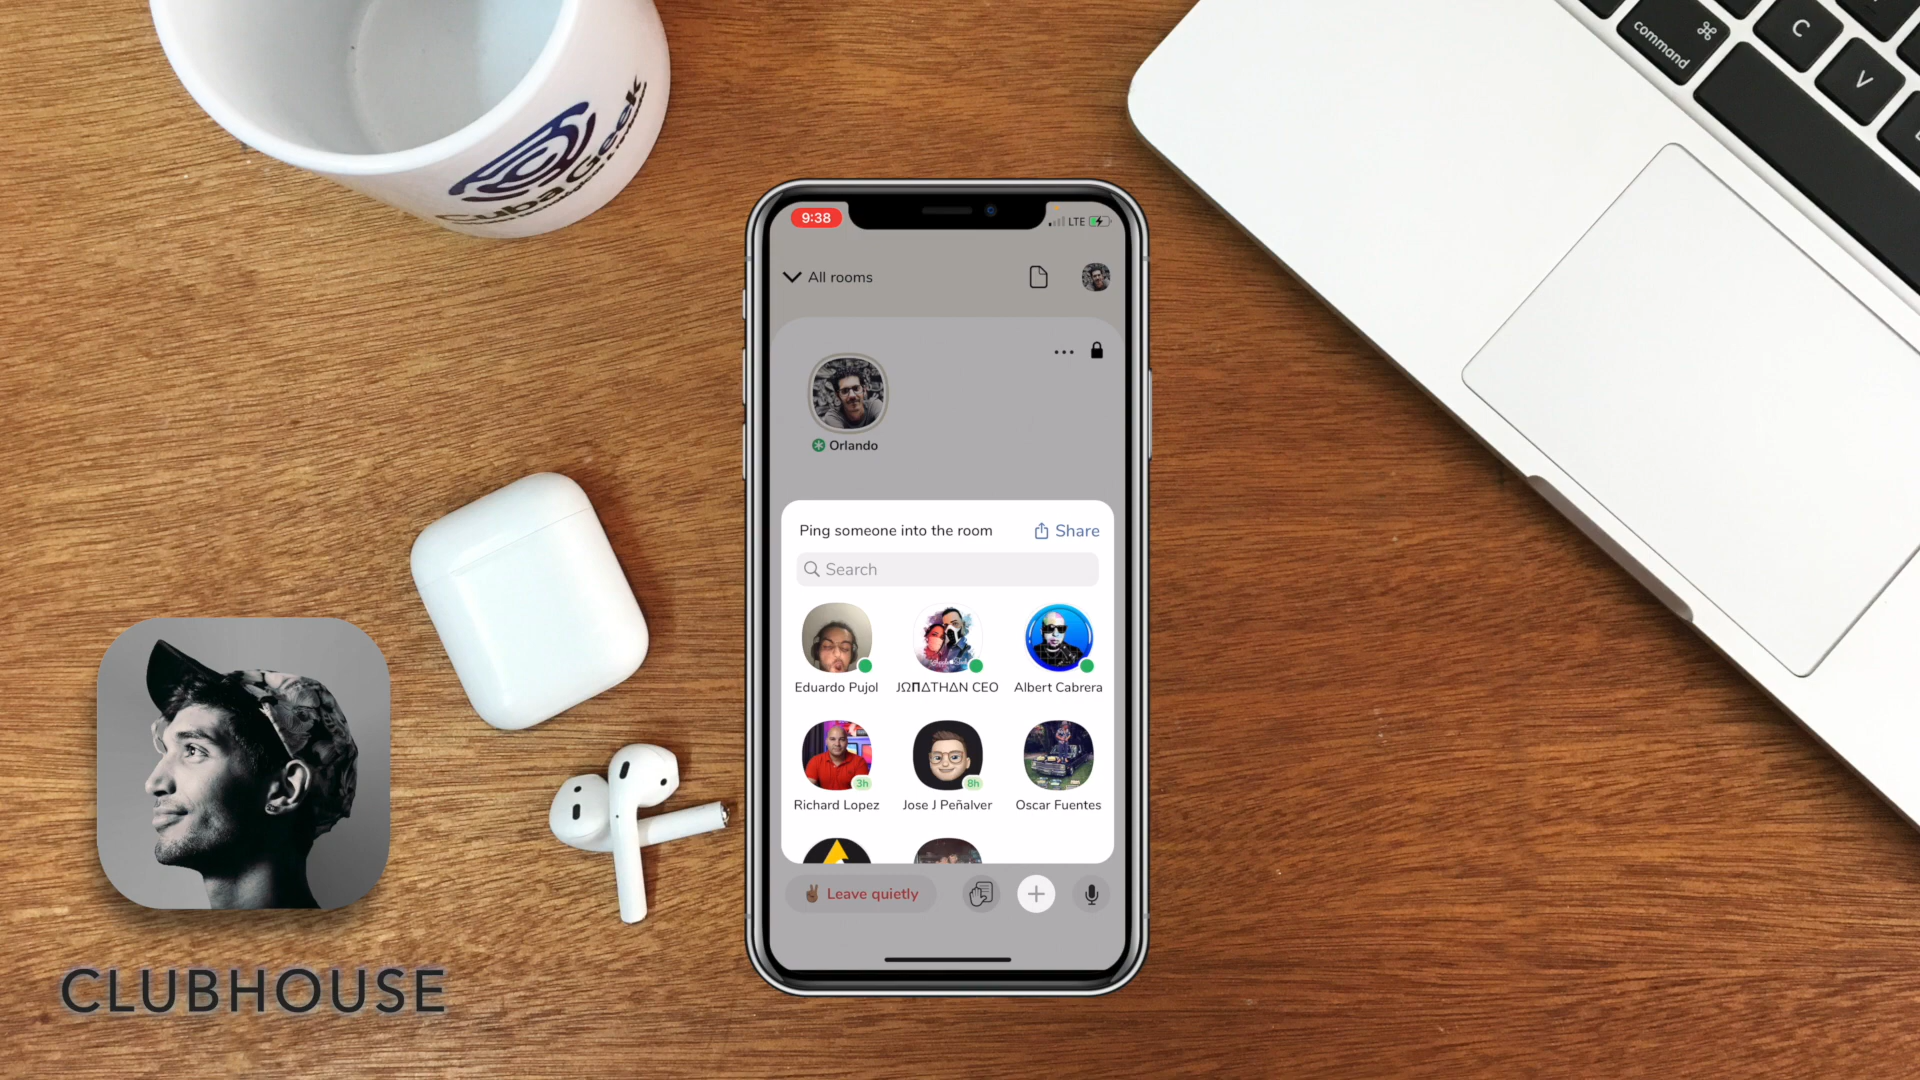 Cuba Geek
command ⌘
C
V
9:38
LTE
All rooms
Orlando
Ping someone into the room
Share
Search
Eduardo Pujol
JΩΠΔTHΔN CEO
Albert Cabrera
3h
8h
Richard Lopez
Jose J Peñalver
Oscar Fuentes
Leave quietly
CLUBHOUSE